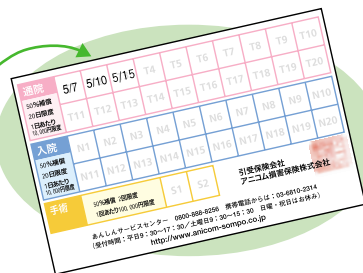 通院 5/7 5/10 5/15 T4 T5 T6 T7 T8 T9 T10
50%補償
20日限度
1日あたり
10,000円限度
T11 T12 T13 T14 T15 T16 T17 T18 T19 T20
入院 N1 N2 N3 N4 N5 N6 N7 N8 N9 N10
50%補償
20日限度
1日あたり
10,000円限度
N11 N12 N13 N14 N15 N16 N17 N18 N19 N20
手術 50%補償 2回限度
1回あたり100,000円限度
S1 S2
引受保険会社
アニコム損害保険株式会社
あんしんサービスセンター 0800-888-8256 携帯電話からは:03-6810-2314
(受付時間:平日9:30~17:30/土曜日9:30~15:30 日曜・祝日はお休み)
http://www.anicom-sompo.co.jp